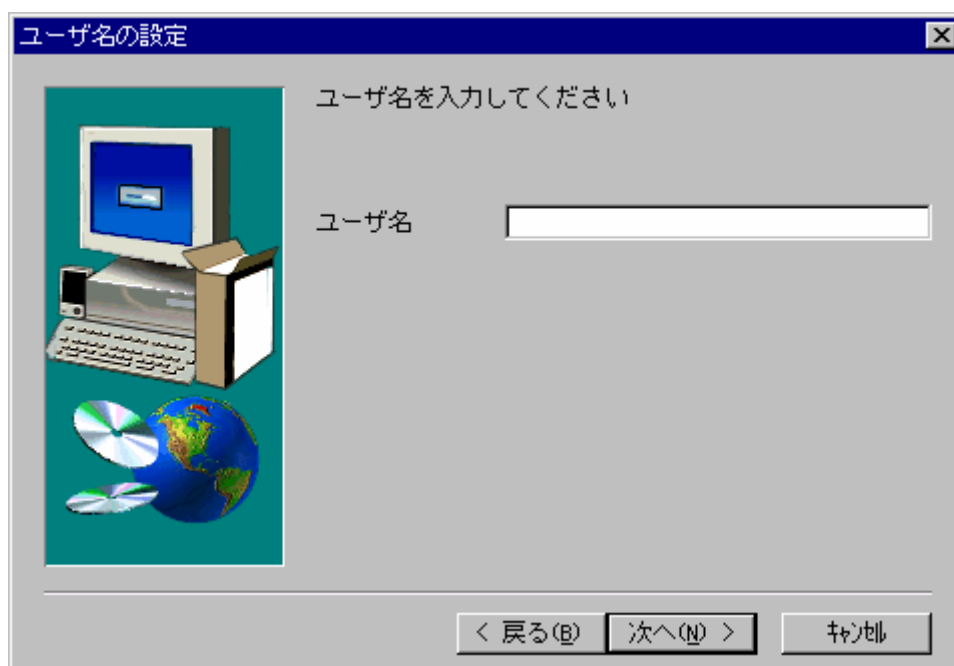 ユーザ名の設定
ユーザ名を入力してください
ユーザ名
< 戻る(B)
次へ(N) >
ｷｬﾝｾﾙ